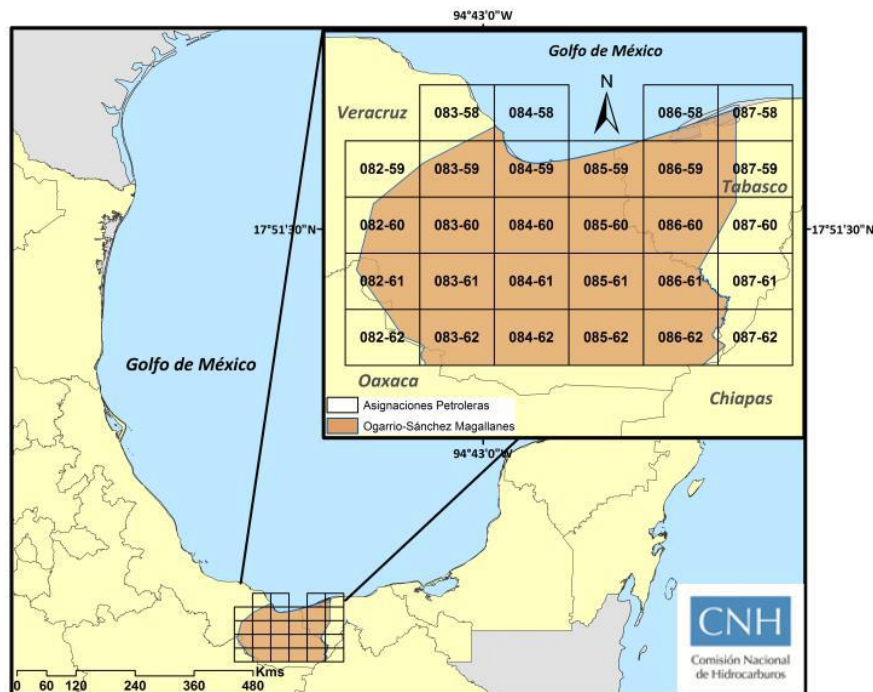 94°43'0"W
Golfo de México
N
Veracruz
083-58 084-58 086-58 087-58
082-59 083-59 084-59 085-59 086-59 087-59
Tabasco
17°51'30"N 082-60 083-60 084-60 085-60 086-60 087-60 17°51'30"N
082-61 083-61 084-61 085-61 086-61 087-61
082-62 083-62 084-62 085-62 086-62 087-62
Golfo de México
Oaxaca
Chiapas
Asignaciones Petroleras
Ogarrio-Sánchez Magallanes
94°43'0"W
CNH
Comisión Nacional
de Hidrocarburos
Kms
0 60 120 240 360 480